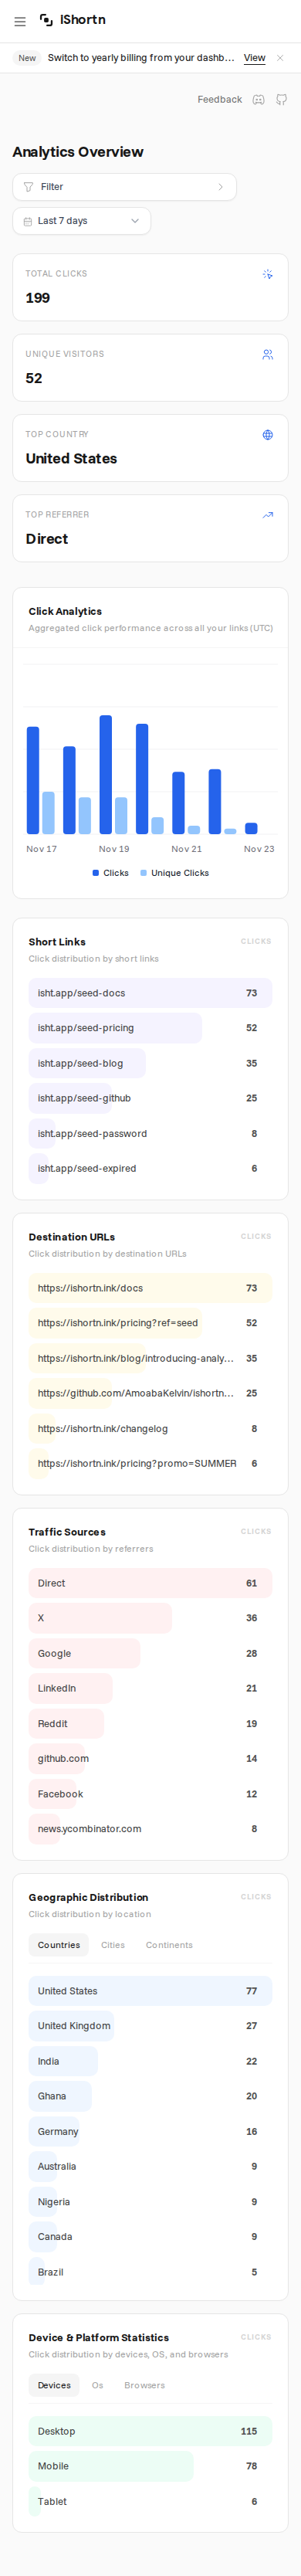 IShortn
New Switch to yearly billing from your dashb... View
Feedback
Analytics Overview
Filter
Last 7 days
TOTAL CLICKS
199
UNIQUE VISITORS
52
TOP COUNTRY
United States
TOP REFERRER
Direct
Click Analytics
Aggregated click performance across all your links (UTC)
Nov 17 Nov 19 Nov 21 Nov 23
Clicks Unique Clicks
Short Links CLICKS
Click distribution by short links
isht.app/seed-docs 73
isht.app/seed-pricing 52
isht.app/seed-blog 35
isht.app/seed-github 25
isht.app/seed-password 8
isht.app/seed-expired 6
Destination URLs CLICKS
Click distribution by destination URLs
https://ishortn.ink/docs 73
https://ishortn.ink/pricing?ref=seed 52
https://ishortn.ink/blog/introducing-analy... 35
https://github.com/AmoabaKelvin/ishortn... 25
https://ishortn.ink/changelog 8
https://ishortn.ink/pricing?promo=SUMMER 6
Traffic Sources CLICKS
Click distribution by referrers
Direct 61
X 36
Google 28
LinkedIn 21
Reddit 19
github.com 14
Facebook 12
news.ycombinator.com 8
Geographic Distribution CLICKS
Click distribution by location
Countries Cities Continents
United States 77
United Kingdom 27
India 22
Ghana 20
Germany 16
Australia 9
Nigeria 9
Canada 9
Brazil 5
Device & Platform Statistics CLICKS
Click distribution by devices, OS, and browsers
Devices Os Browsers
Desktop 115
Mobile 78
Tablet 6